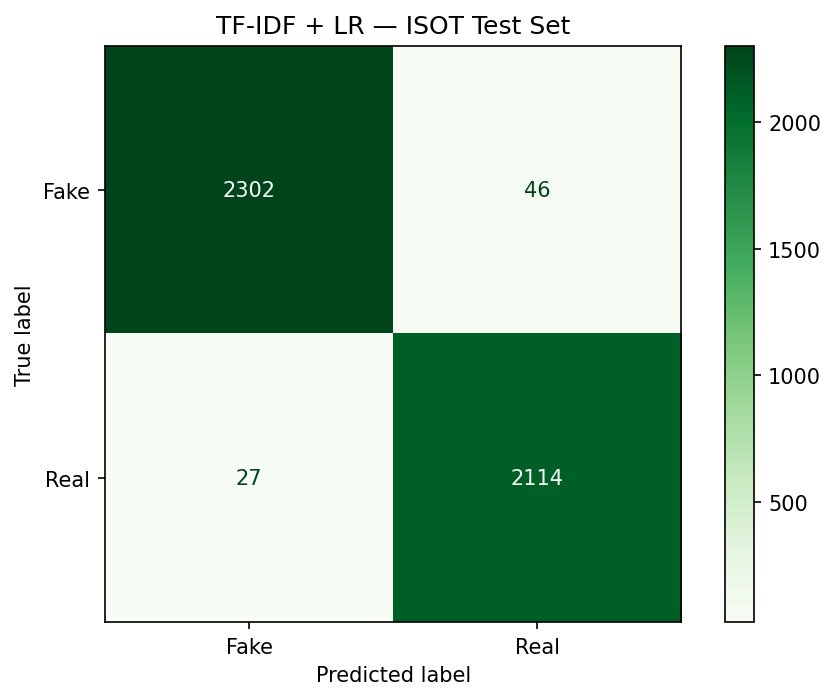 TF-IDF + LR — ISOT Test Set
Fake
2302
46
2000
1500
True label
1000
Real
27
2114
500
Fake
Real
Predicted label